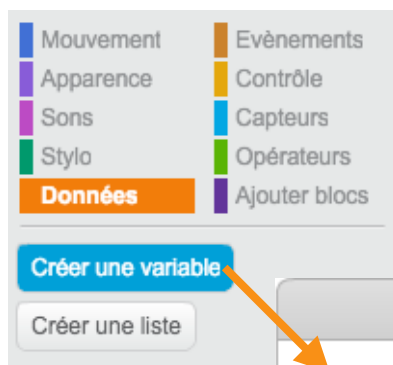 Mouvement
Evènements
Apparence
Contrôle
Sons
Capteurs
Stylo
Opérateurs
Données
Ajouter blocs
Créer une variable
Créer une liste